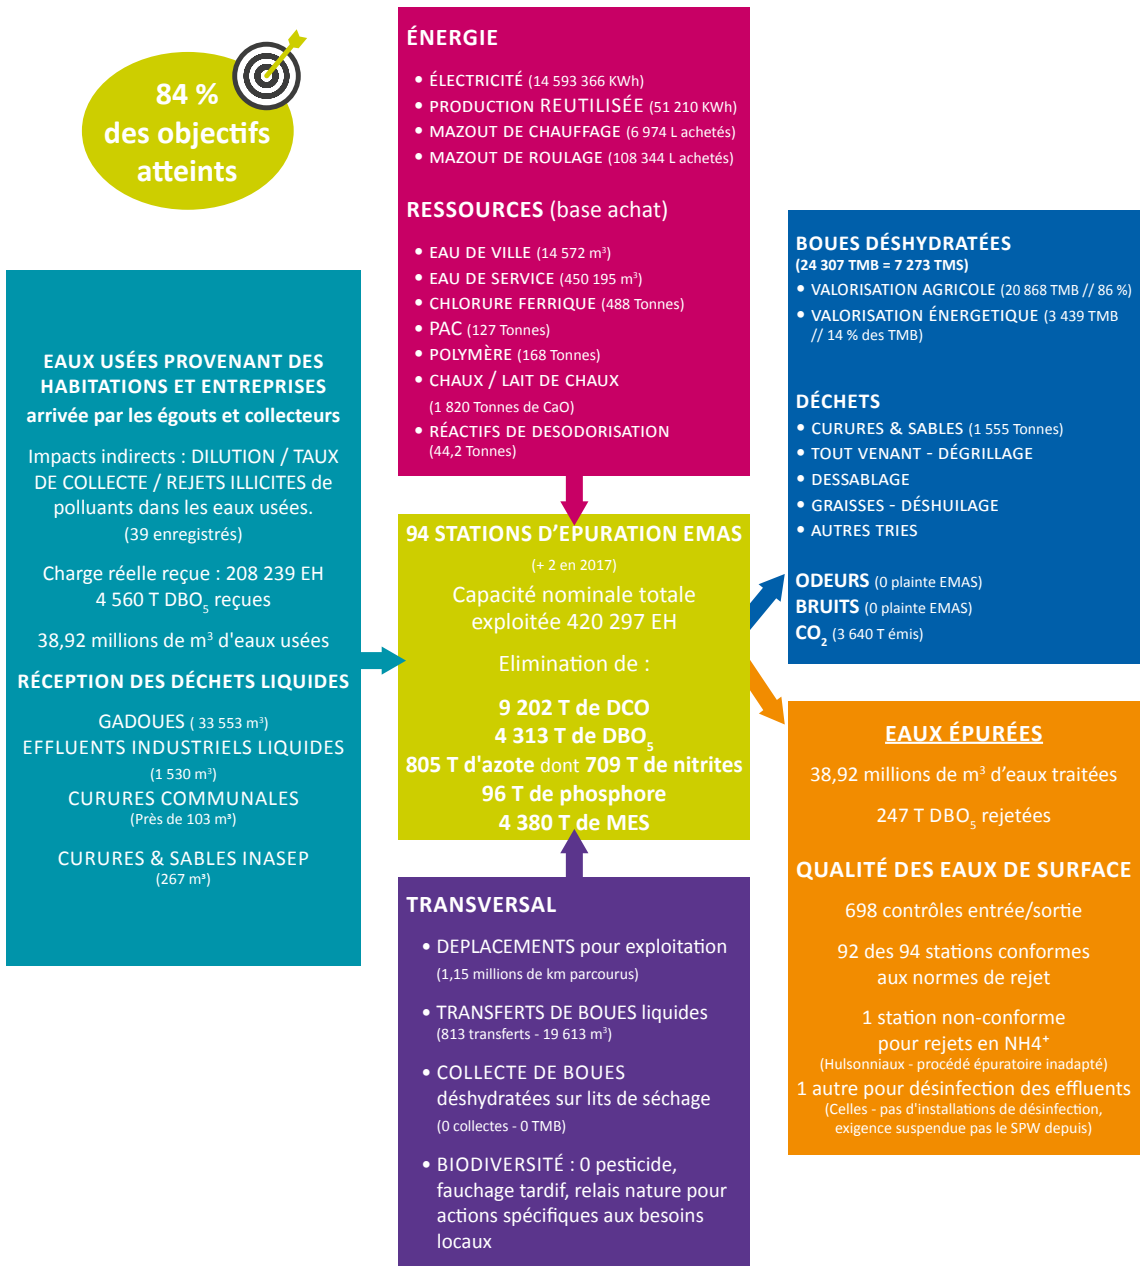 84 %
des objectifs
atteints
ÉNERGIE
• ÉLECTRICITÉ (14 593 366 KWh)
• PRODUCTION REUTILISÉE (51 210 KWh)
• MAZOUT DE CHAUFFAGE (6 974 L achetés)
• MAZOUT DE ROULAGE (108 344 L achetés)
RESSOURCES (base achat)
• EAU DE VILLE (14 572 m³)
• EAU DE SERVICE (450 195 m³)
• CHLORURE FERRIQUE (488 Tonnes)
• PAC (127 Tonnes)
• POLYMÈRE (168 Tonnes)
• CHAUX / LAIT DE CHAUX
(1 820 Tonnes de CaO)
• RÉACTIFS DE DESODORISATION
(44,2 Tonnes)
EAUX USÉES PROVENANT DES
HABITATIONS ET ENTREPRISES
arrivée par les égouts et collecteurs
Impacts indirects : DILUTION / TAUX
DE COLLECTE / REJETS ILLICITES de
polluants dans les eaux usées.
(39 enregistrés)
Charge réelle reçue : 208 239 EH
4 560 T DBO₅ reçues
38,92 millions de m³ d'eaux usées
RÉCEPTION DES DÉCHETS LIQUIDES
GADOUES ( 33 553 m³)
EFFLUENTS INDUSTRIELS LIQUIDES
(1 530 m³)
CURURES COMMUNALES
(Près de 103 m³)
CURURES & SABLES INASEP
(267 m³)
94 STATIONS D'EPURATION EMAS
(+ 2 en 2017)
Capacité nominale totale
exploitée 420 297 EH
Elimination de :
9 202 T de DCO
4 313 T de DBO₅
805 T d'azote dont 709 T de nitrites
96 T de phosphore
4 380 T de MES
TRANSVERSAL
• DEPLACEMENTS pour exploitation
(1,15 millions de km parcourus)
• TRANSFERTS DE BOUES liquides
(813 transferts - 19 613 m³)
• COLLECTE DE BOUES
déshydratées sur lits de séchage
(0 collectes - 0 TMB)
• BIODIVERSITÉ : 0 pesticide,
fauchage tardif, relais nature pour
actions spécifiques aux besoins
locaux
BOUES DÉSHYDRATÉES
(24 307 TMB = 7 273 TMS)
• VALORISATION AGRICOLE (20 868 TMB // 86 %)
• VALORISATION ÉNERGETIQUE (3 439 TMB
// 14 % des TMB)
DÉCHETS
• CURURES & SABLES (1 555 Tonnes)
• TOUT VENANT - DÉGRILLAGE
• DESSABLAGE
• GRAISSES - DÉSHUILAGE
• AUTRES TRIES
ODEURS (0 plainte EMAS)
BRUITS (0 plainte EMAS)
CO₂ (3 640 T émis)
EAUX ÉPURÉES
38,92 millions de m³ d'eaux traitées
247 T DBO₅ rejetées
QUALITÉ DES EAUX DE SURFACE
698 contrôles entrée/sortie
92 des 94 stations conformes
aux normes de rejet
1 station non-conforme
pour rejets en NH4⁺
(Hulsonniaux - procédé épuratoire inadapté)
1 autre pour désinfection des effluents
(Celles - pas d'installations de désinfection,
exigence suspendue pas le SPW depuis)